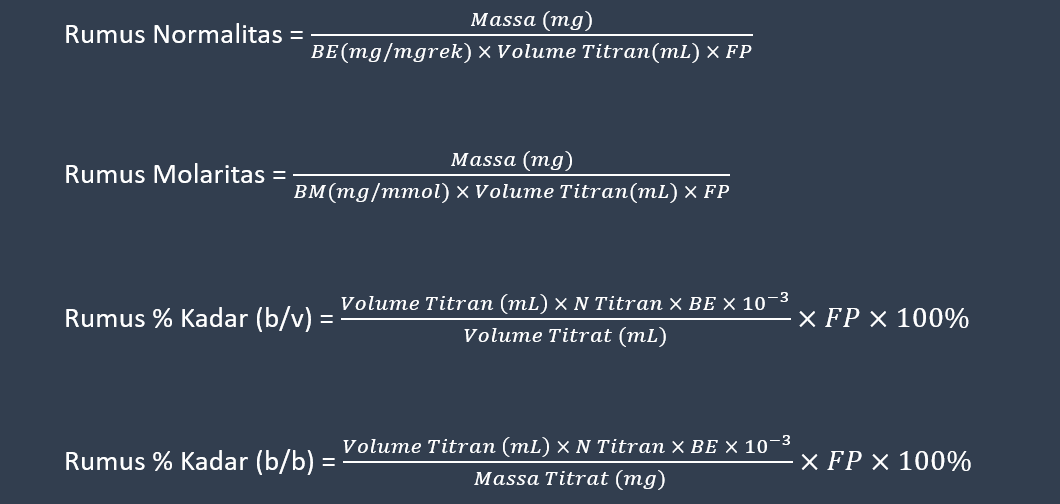 Rumus Normalitas = Massa (mg) / BE(mg/mgrek) × Volume Titran(mL) × FP
Rumus Molaritas = Massa (mg) / BM(mg/mmol) × Volume Titran(mL) × FP
Rumus % Kadar (b/v) = Volume Titran (mL) × N Titran × BE × 10⁻³ / Volume Titrat (mL) × FP × 100%
Rumus % Kadar (b/b) = Volume Titran (mL) × N Titran × BE × 10⁻³ / Massa Titrat (mg) × FP × 100%